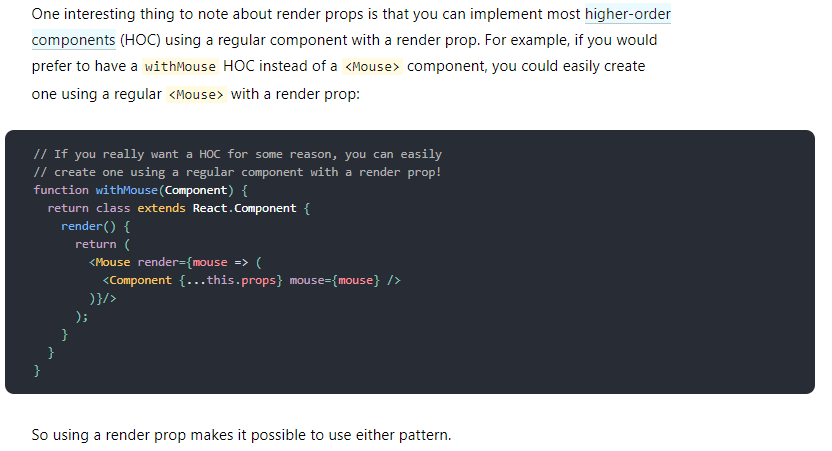 One interesting thing to note about render props is that you can implement most higher-order
components (HOC) using a regular component with a render prop. For example, if you would
prefer to have a withMouse HOC instead of a <Mouse> component, you could easily create
one using a regular <Mouse> with a render prop:
// If you really want a HOC for some reason, you can easily
// create one using a regular component with a render prop!
function withMouse(Component) {
  return class extends React.Component {
    render() {
      return (
        <Mouse render={mouse => (
          <Component {...this.props} mouse={mouse} />
        )}/>
      );
    }
  }
}
So using a render prop makes it possible to use either pattern.